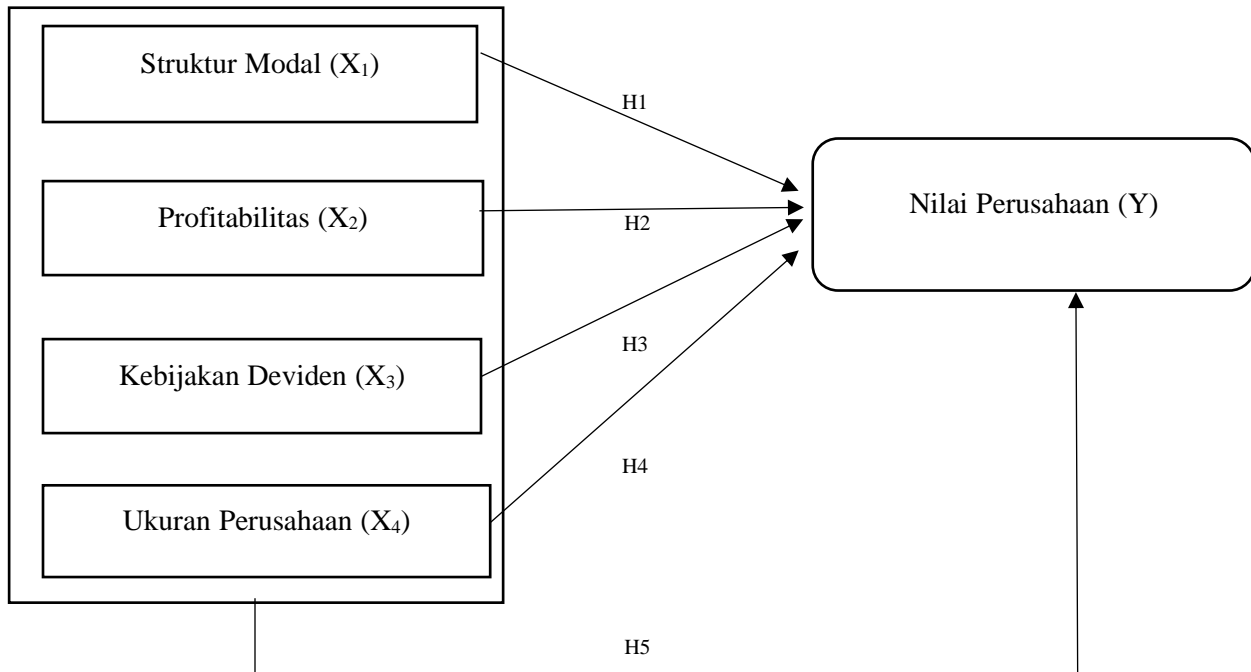 Struktur Modal (X₁)
H1
Nilai Perusahaan (Y)
Profitabilitas (X₂)
H2
H3
Kebijakan Deviden (X₃)
H4
Ukuran Perusahaan (X₄)
H5